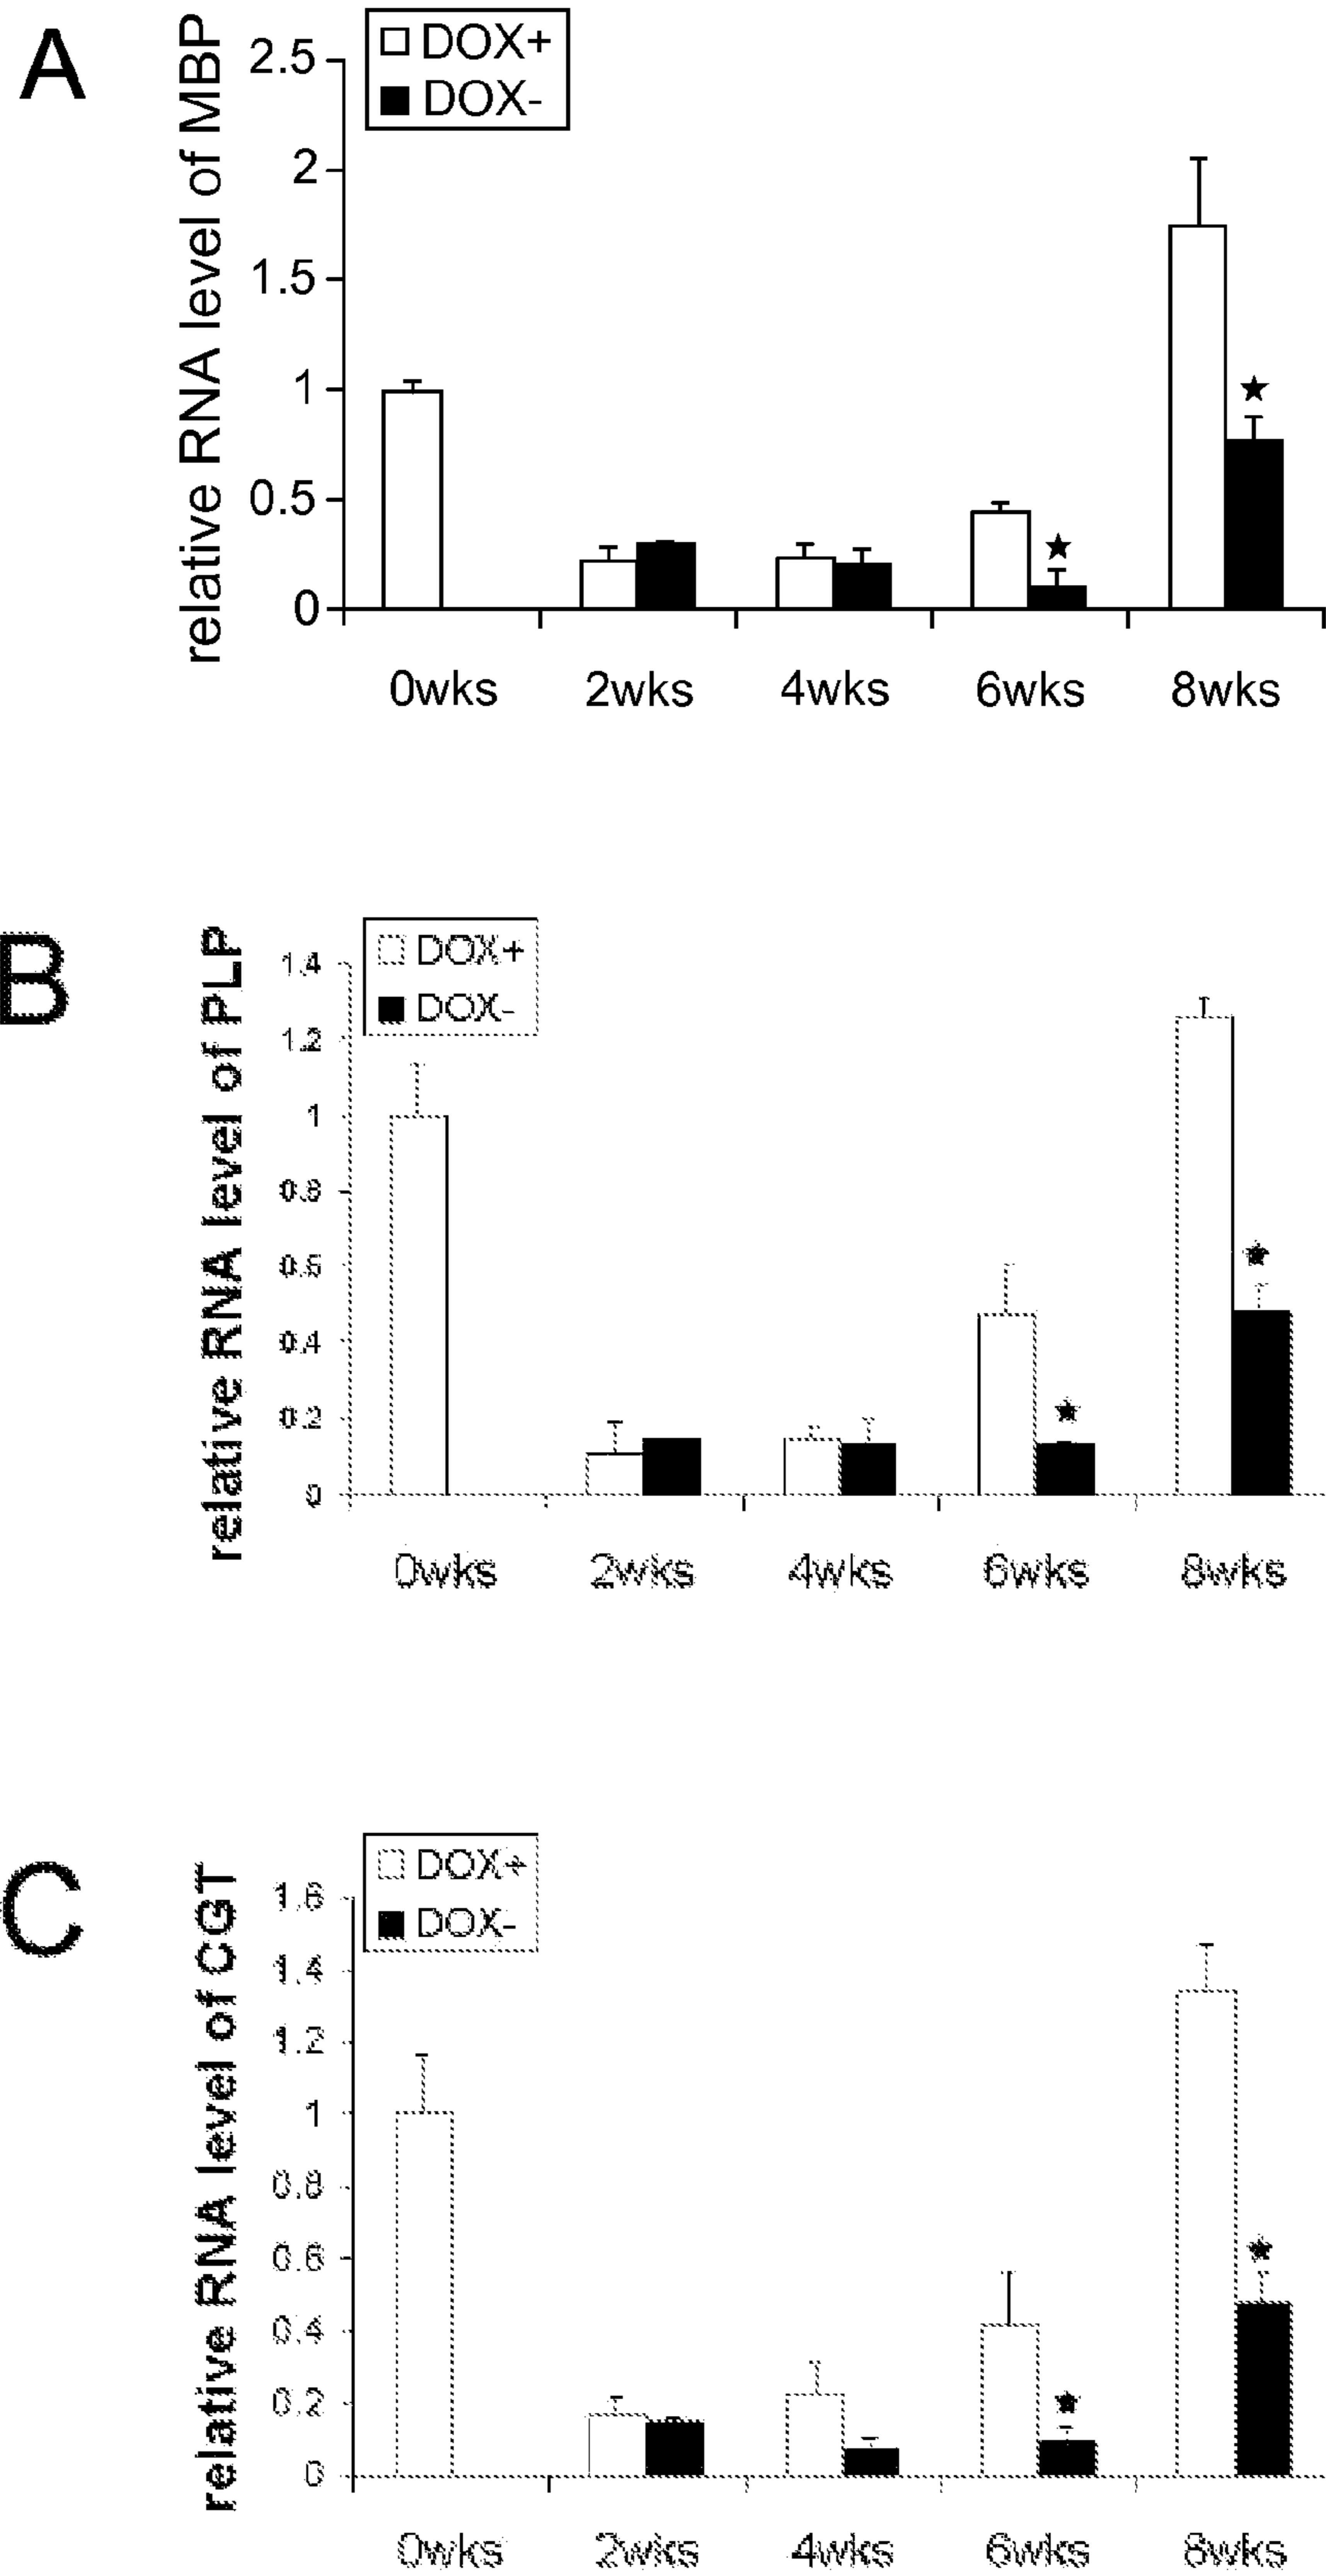 A
relative RNA level of MBP
DOX+
DOX-
2.5
2
1.5
1
0.5
0
0wks 2wks 4wks 6wks 8wks
B
relative RNA level of PLP
DOX+
DOX-
1.4
1.2
1
0.8
0.6
0.4
0.2
0
0wks 2wks 4wks 6wks 8wks
C
relative RNA level of CGT
DOX+
DOX-
1.6
1.4
1.2
1
0.8
0.6
0.4
0.2
0
0wks 2wks 4wks 6wks 8wks